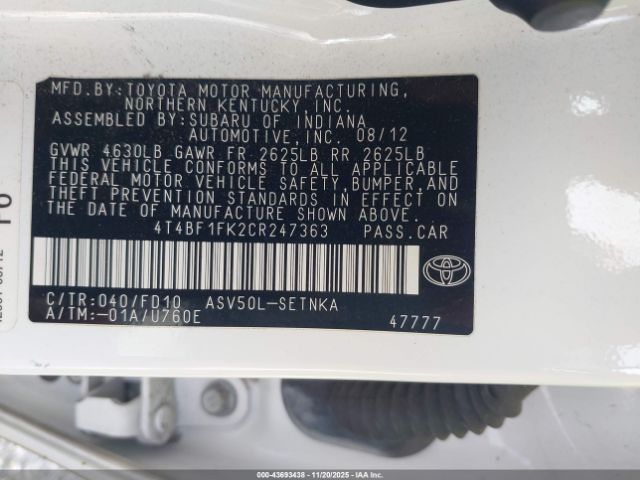 MFD.BY:TOYOTA MOTOR MANUFACTURING,
NORTHERN KENTUCKY,INC.
ASSEMBLED BY:SUBARU OF INDIANA
AUTOMOTIVE,INC. 08/12
GVWR 4630LB GAWR FR 2625LB RR 2625LB
THIS VEHICLE CONFORMS TO ALL APPLICABLE
FEDERAL MOTOR VEHICLE SAFETY,BUMPER,AND
THEFT PREVENTION STANDARDS IN EFFECT ON
THE DATE OF MANUFACTURE SHOWN ABOVE.
4T4BF1FK2CR247363 PASS.CAR
C/TR:040/FD10 ASV50L-SETNKA
A/TM:-01A/U760E
47777
000-43693438 - 11/20/2025 - IAAI.COM